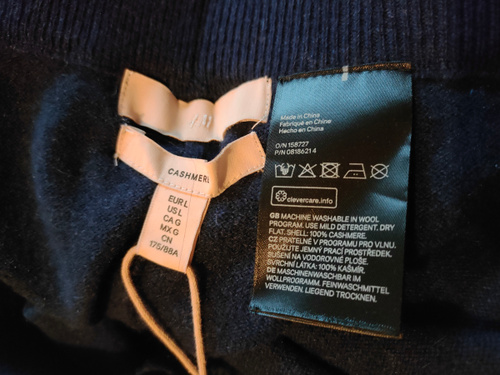 H&M
CASHMERE
EUR L
US L
CA G
MX G
CN
175/88A
Made in China
Fabriqué en Chine
Hecho en China
O/N 158727
P/N 0818621 4
clevercare.info
GB MACHINE WASHABLE IN WOOL
PROGRAM. USE MILD DETERGENT. DRY
FLAT. SHELL: 100% CASHMERE.
CZ PRATELNÉ V PROGRAMU PRO VLNU.
POUŽIJTE JEMNÝ PRACÍ PROSTŘEDEK.
SUŠENÍ NA VODOROVNÉ PLOŠE.
SVRCHNÍ LÁTKA: 100% KAŠMÍR.
DE MASCHINENWASCHBAR IM
WOLLPROGRAMM. FEINWASCHMITTEL
VERWENDEN. LIEGEND TROCKNEN.